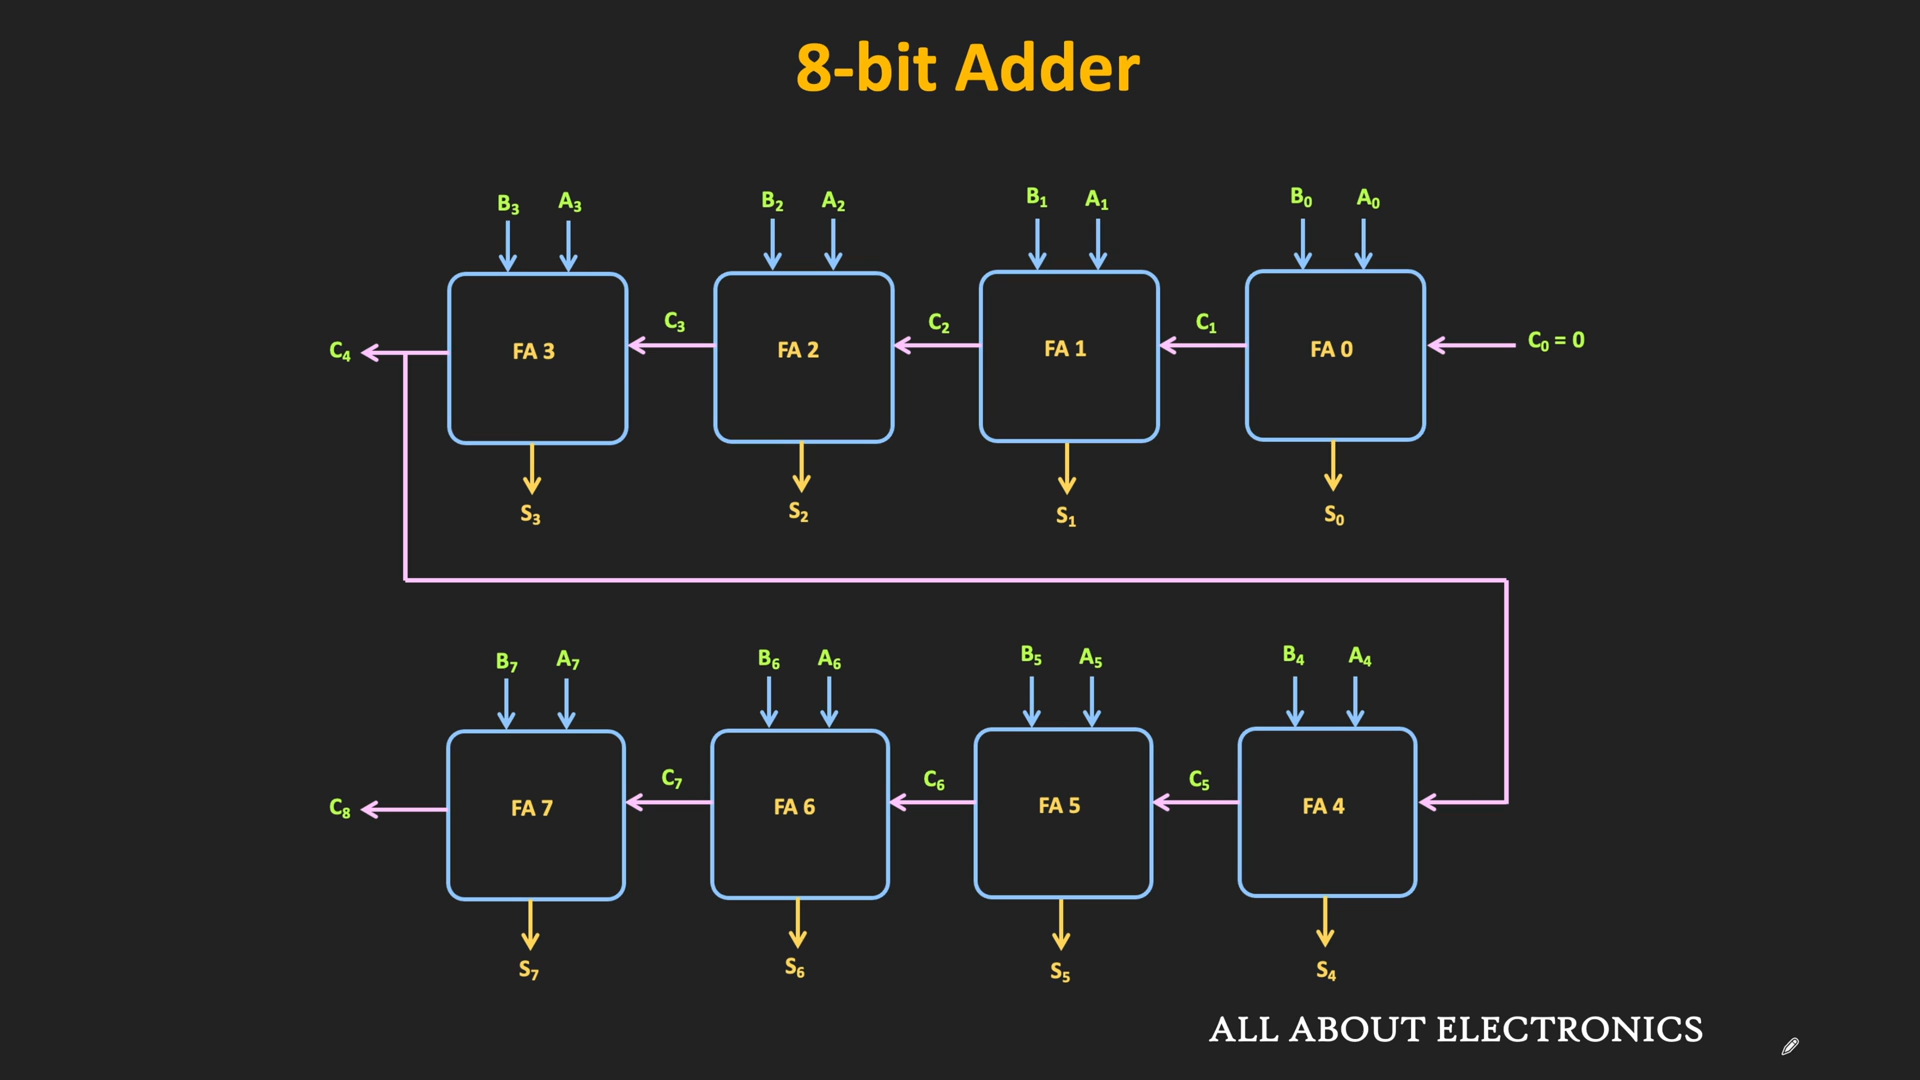 8-bit Adder
B₃ A₃ B₂ A₂ B₁ A₁ B₀ A₀
C₄ FA 3 C₃ FA 2 C₂ FA 1 C₁ FA 0 C₀ = 0
S₃ S₂ S₁ S₀
B₇ A₇ B₆ A₆ B₅ A₅ B₄ A₄
C₈ FA 7 C₇ FA 6 C₆ FA 5 C₅ FA 4
S₇ S₆ S₅ S₄
ALL ABOUT ELECTRONICS